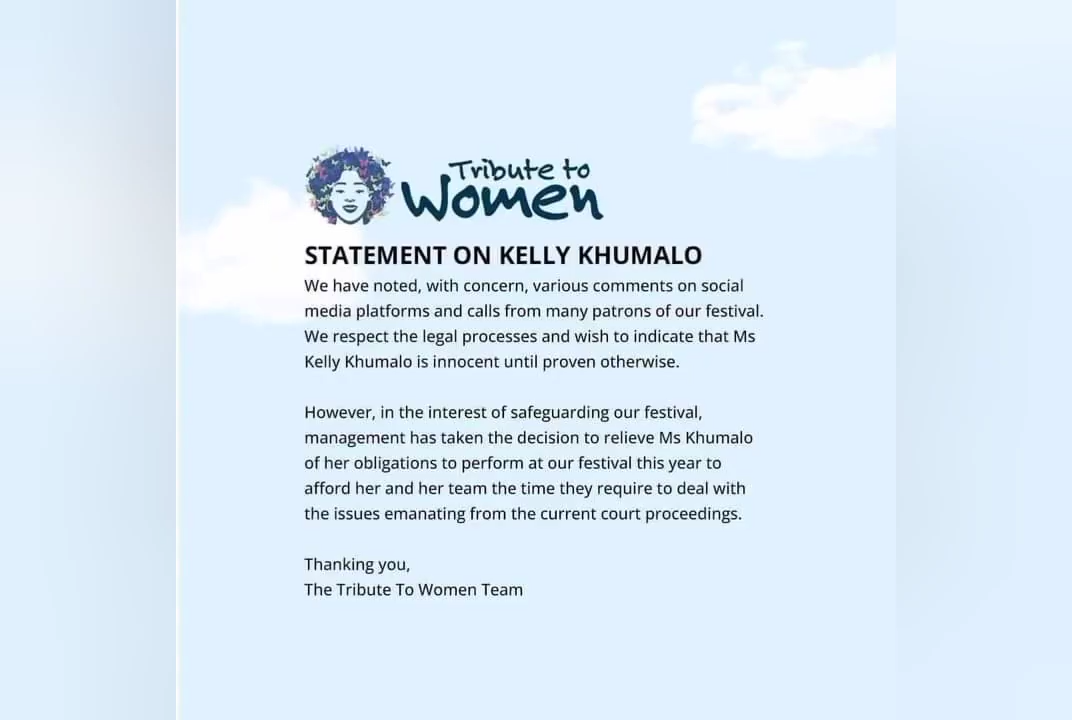 Tribute to
Women
STATEMENT ON KELLY KHUMALO
We have noted, with concern, various comments on social
media platforms and calls from many patrons of our festival.
We respect the legal processes and wish to indicate that Ms
Kelly Khumalo is innocent until proven otherwise.
However, in the interest of safeguarding our festival,
management has taken the decision to relieve Ms Khumalo
of her obligations to perform at our festival this year to
afford her and her team the time they require to deal with
the issues emanating from the current court proceedings.
Thanking you,
The Tribute To Women Team